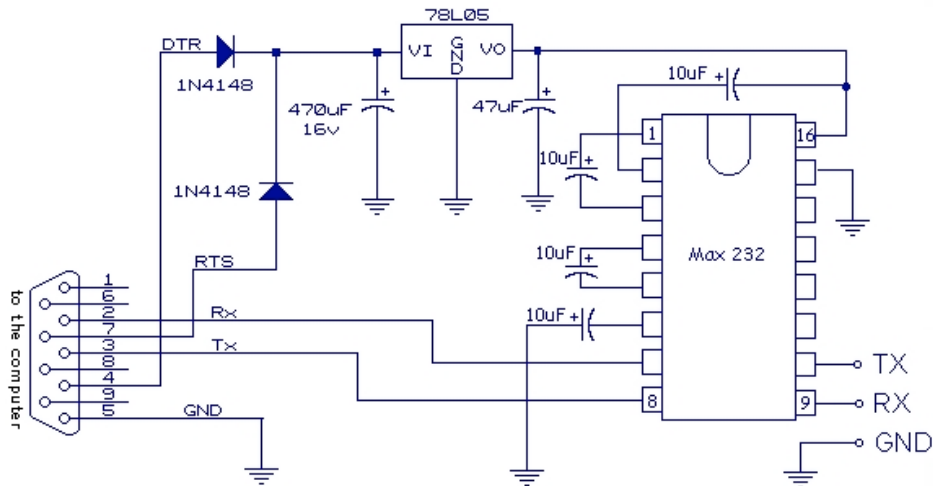 78L05
DTR
VI
GND
VO
1N4148
470uF +
16v
47uF +
10uF +
1
16
10uF +
1N4148
10uF +
Max 232
RTS
10uF +
to the computer
1
6
2
7
3
8
4
9
5
Rx
Tx
GND
8
9
TX
RX
GND